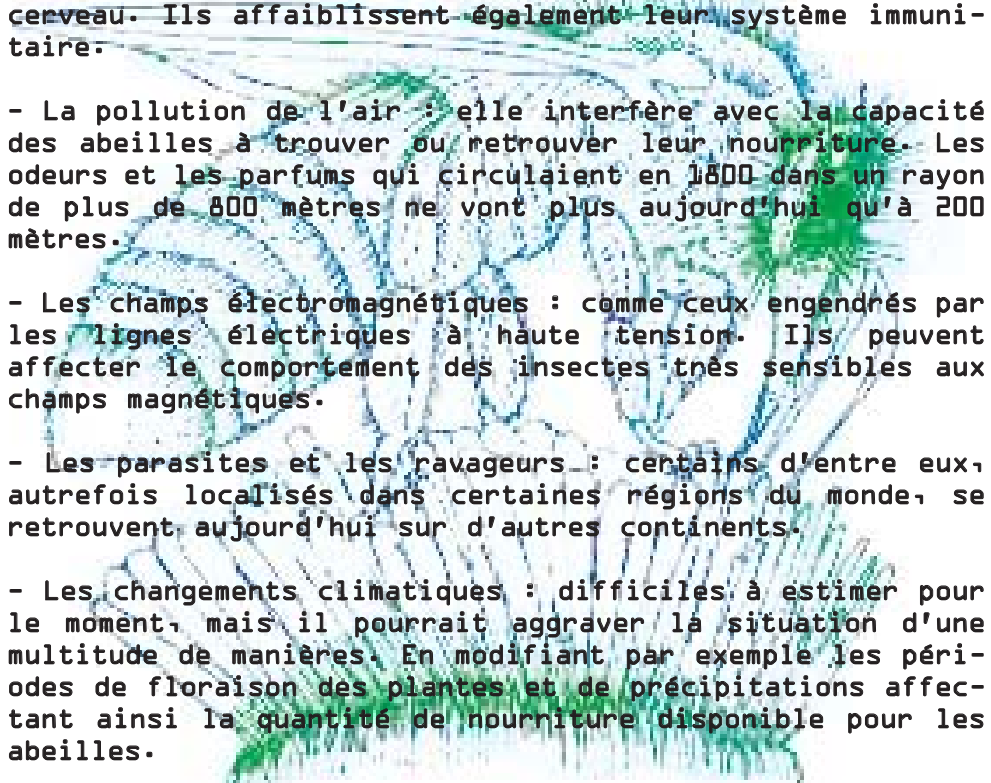 cerveau. Ils affaiblissent également leur système immuni-
taire.
- La pollution de l'air : elle interfère avec la capacité
des abeilles à trouver ou retrouver leur nourriture. Les
odeurs et les parfums qui circulaient en 1800 dans un rayon
de plus de 800 mètres ne vont plus aujourd'hui qu'à 200
mètres.
- Les champs électromagnétiques : comme ceux engendrés par
les lignes électriques à haute tension. Ils peuvent
affecter le comportement des insectes très sensibles aux
champs magnétiques.
- Les parasites et les ravageurs : certains d'entre eux,
autrefois localisés dans certaines régions du monde, se
retrouvent aujourd'hui sur d'autres continents.
- Les changements climatiques : difficiles à estimer pour
le moment, mais il pourrait aggraver la situation d'une
multitude de manières. En modifiant par exemple les péri-
odes de floraison des plantes et de précipitations affec-
tant ainsi la quantité de nourriture disponible pour les
abeilles.